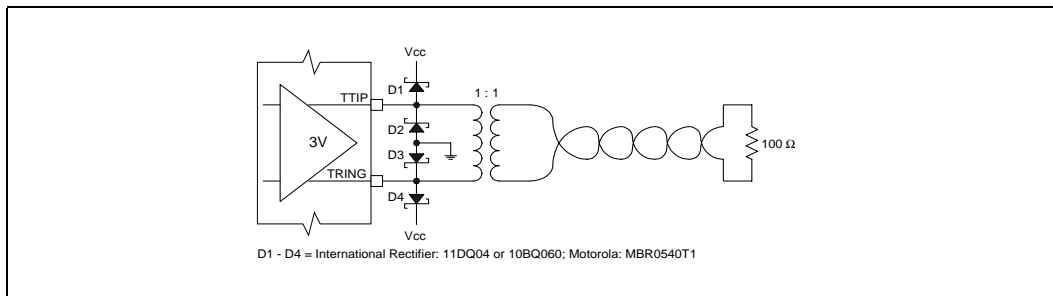 Vcc
D1
1 : 1
TTIP
D2
3V
D3
100 Ω
TRING
D4
Vcc
D1 - D4 = International Rectifier: 11DQ04 or 10BQ060; Motorola: MBR0540T1